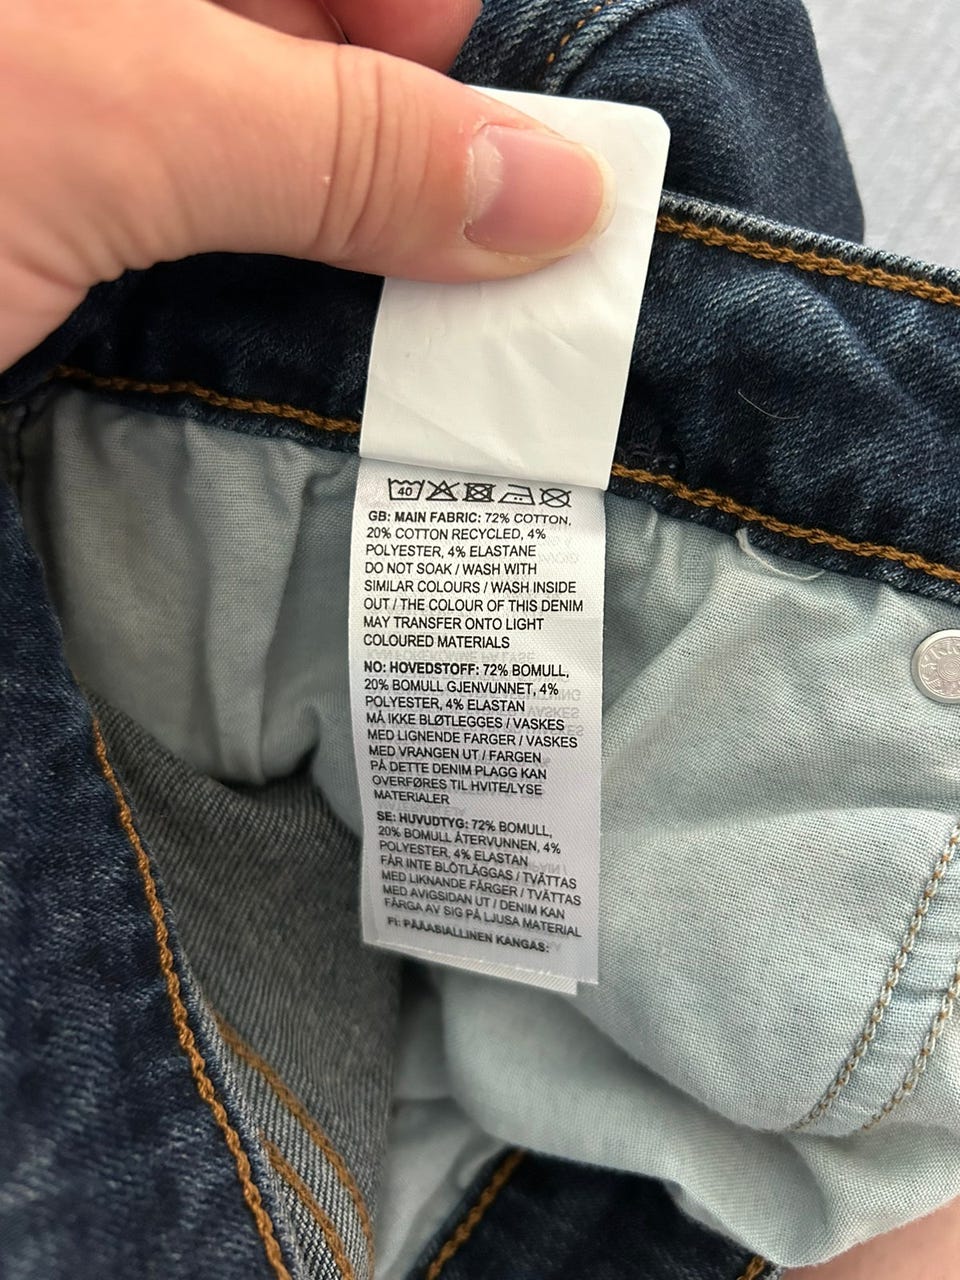 40
GB: MAIN FABRIC: 72% COTTON,
20% COTTON RECYCLED, 4%
POLYESTER, 4% ELASTANE
DO NOT SOAK / WASH WITH
SIMILAR COLOURS / WASH INSIDE
OUT / THE COLOUR OF THIS DENIM
MAY TRANSFER ONTO LIGHT
COLOURED MATERIALS
NO: HOVEDSTOFF: 72% BOMULL,
20% BOMULL GJENVUNNET, 4%
POLYESTER, 4% ELASTAN
MÅ IKKE BLØTLEGGES / VASKES
MED LIGNENDE FARGER / VASKES
MED VRANGEN UT / FARGEN
PÅ DETTE DENIM PLAGG KAN
OVERFØRES TIL HVITE/LYSE
MATERIALER
SE: HUVUDTYG: 72% BOMULL,
20% BOMULL ÅTERVUNNEN, 4%
POLYESTER, 4% ELASTAN
FÅR INTE BLÖTLÄGGAS / TVÄTTAS
MED LIKNANDE FÄRGER / TVÄTTAS
MED AVIGSIDAN UT / DENIM KAN
FÄRGA AV SIG PÅ LJUSA MATERIAL
FI: PÄÄASIALLINEN KANGAS: